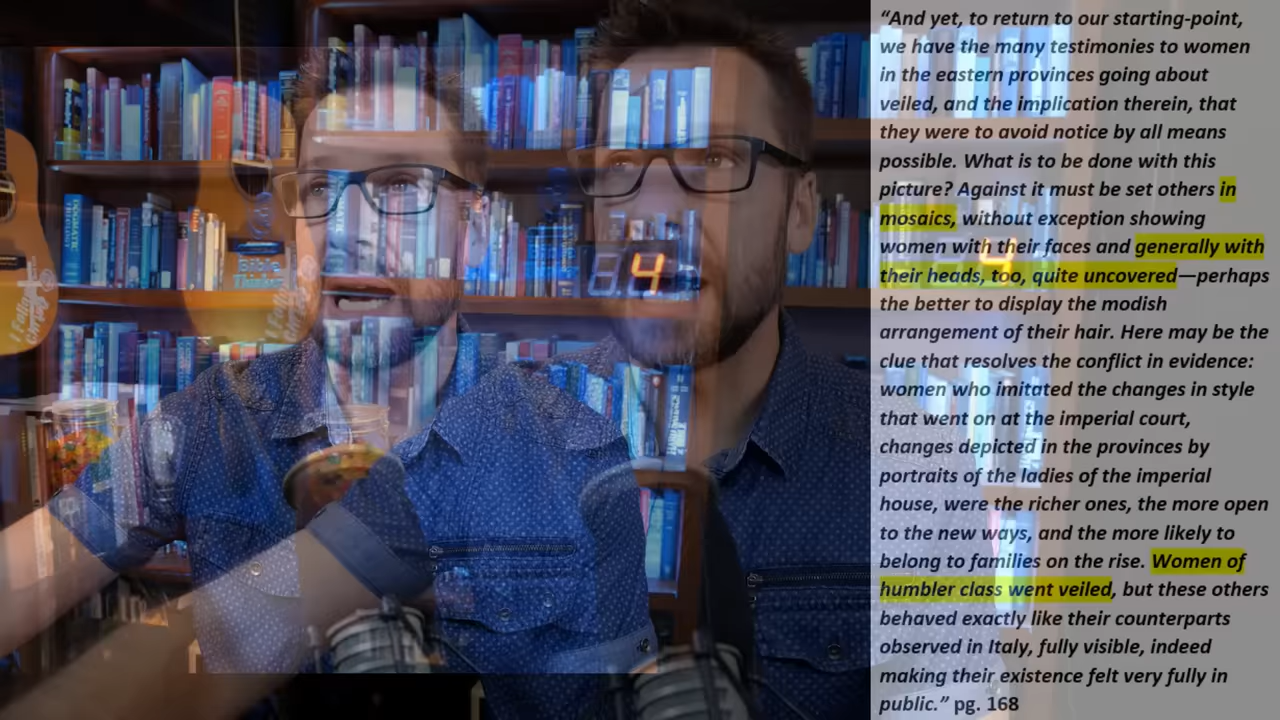 “And yet, to return to our starting-point,
we have the many testimonies to women
in the eastern provinces going about
veiled, and the implication therein, that
they were to avoid notice by all means
possible. What is to be done with this
picture? Against it must be set others in
mosaics, without exception showing
women with their faces and generally with
their heads, too, quite uncovered—perhaps
the better to display the modish
arrangement of their hair. Here may be the
clue that resolves the conflict in evidence:
women who imitated the changes in style
that went on at the imperial court,
changes depicted in the provinces by
portraits of the ladies of the imperial
house, were the richer ones, the more open
to the new ways, and the more likely to
belong to families on the rise. Women of
humbler class went veiled, but these others
behaved exactly like their counterparts
observed in Italy, fully visible, indeed
making their existence felt very fully in
public.” pg. 168
4
4